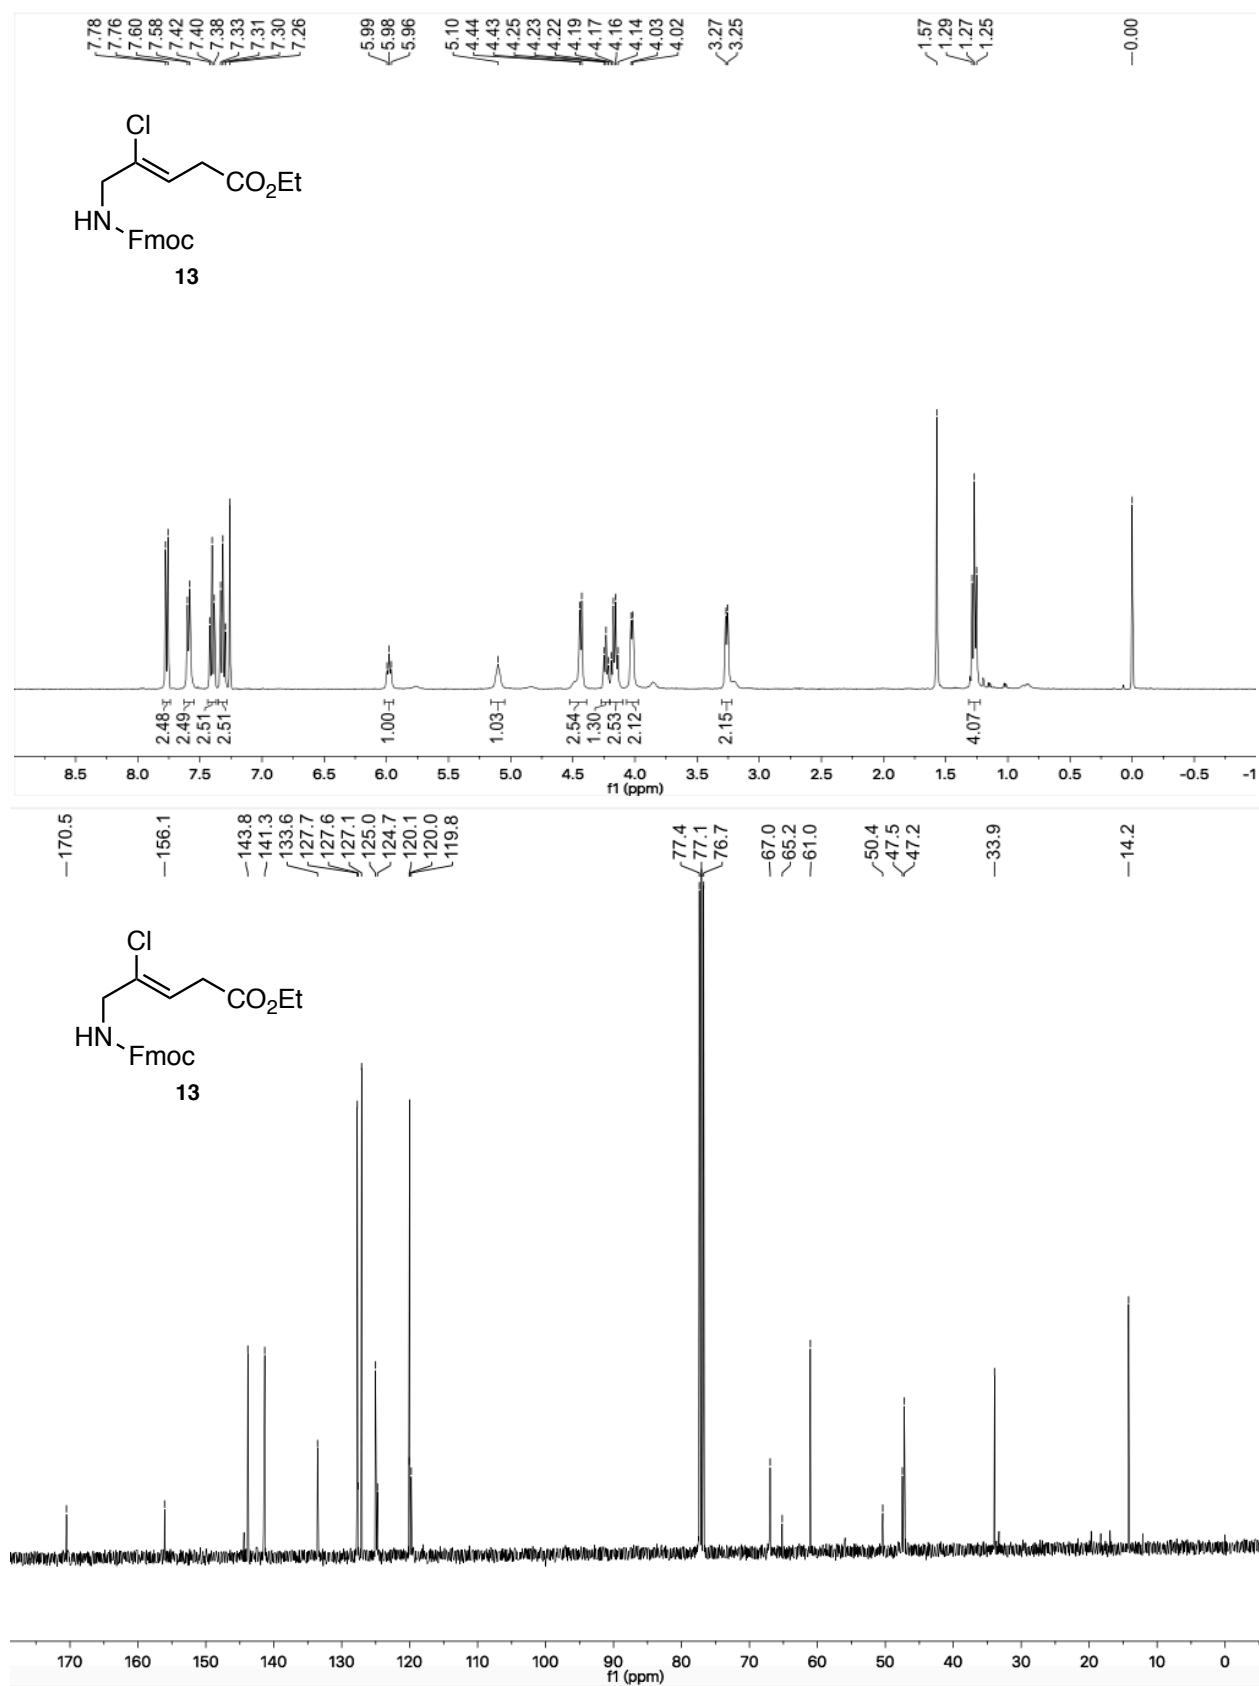 7.78 7.76 7.60 7.58 7.42 7.40 7.38 7.33 7.31 7.30 7.26 5.99 5.98 5.96 5.10 4.44 4.43 4.25 4.23 4.22 4.19 4.17 4.16 4.14 4.03 4.02 3.27 3.25 1.57 1.29 1.27 1.25 0.00
Cl
CO2Et
HN
Fmoc
13
2.48 2.49 2.51 2.51 1.00 1.03 2.54 1.30 2.53 2.12 2.15 4.07
8.5 8.0 7.5 7.0 6.5 6.0 5.5 5.0 4.5 4.0 3.5 3.0 2.5 2.0 1.5 1.0 0.5 0.0 -0.5 -1
f1 (ppm)
170.5 156.1 143.8 141.3 133.6 127.7 127.6 127.1 125.0 124.7 120.1 120.0 119.8 77.4 77.1 76.7 67.0 65.2 61.0 50.4 47.5 47.2 33.9 14.2
Cl
CO2Et
HN
Fmoc
13
170 160 150 140 130 120 110 100 90 80 70 60 50 40 30 20 10 0
f1 (ppm)